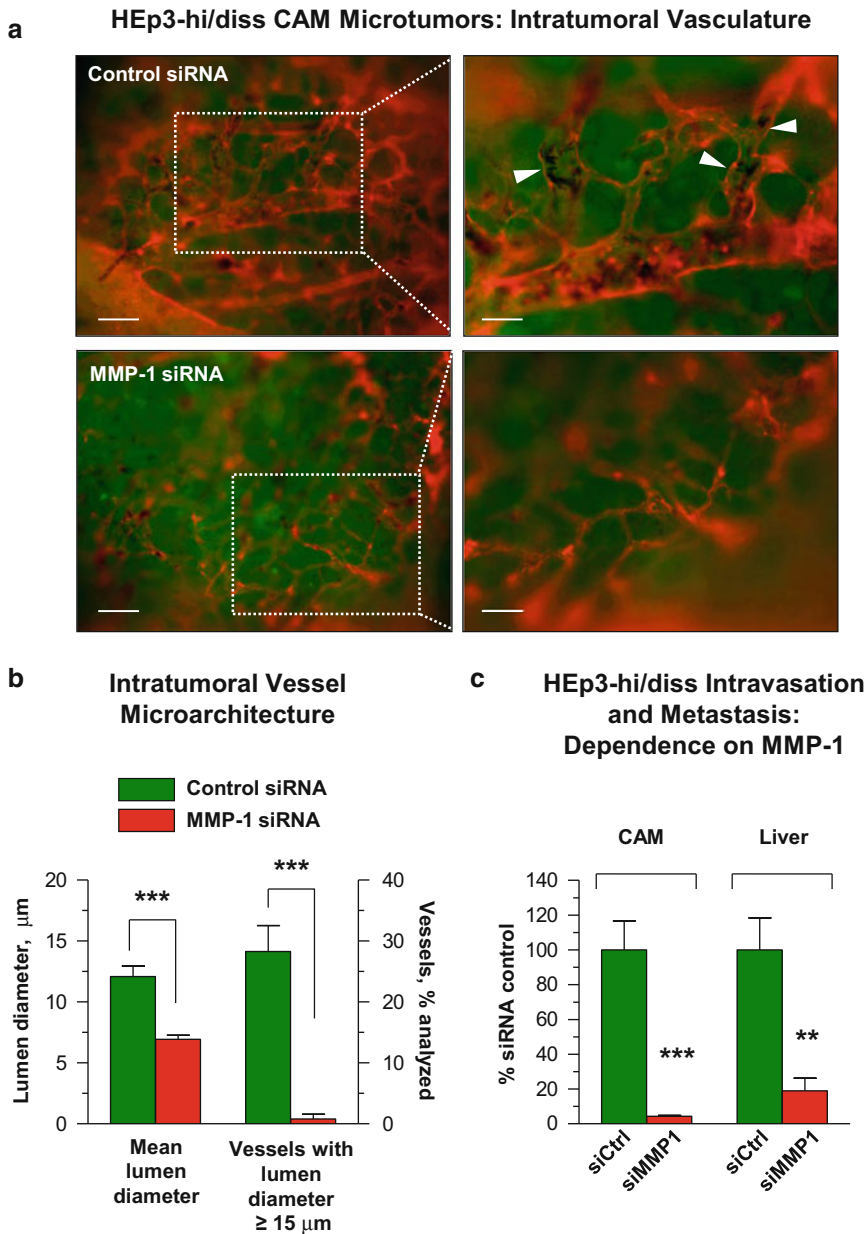 a
HEp3-hi/diss CAM Microtumors: Intratumoral Vasculature
Control siRNA
MMP-1 siRNA
b
Intratumoral Vessel
Microarchitecture
Control siRNA
MMP-1 siRNA
Lumen diameter, μm
20
15
10
5
0
***
***
40
30
20
10
0
Vessels, % analyzed
Mean
lumen
diameter
Vessels with
lumen
diameter
≥ 15 μm
c
HEp3-hi/diss Intravasation
and Metastasis:
Dependence on MMP-1
CAM
Liver
% siRNA control
140
120
100
80
60
40
20
0
***
**
siCtrl
siMMP1
siCtrl
siMMP1